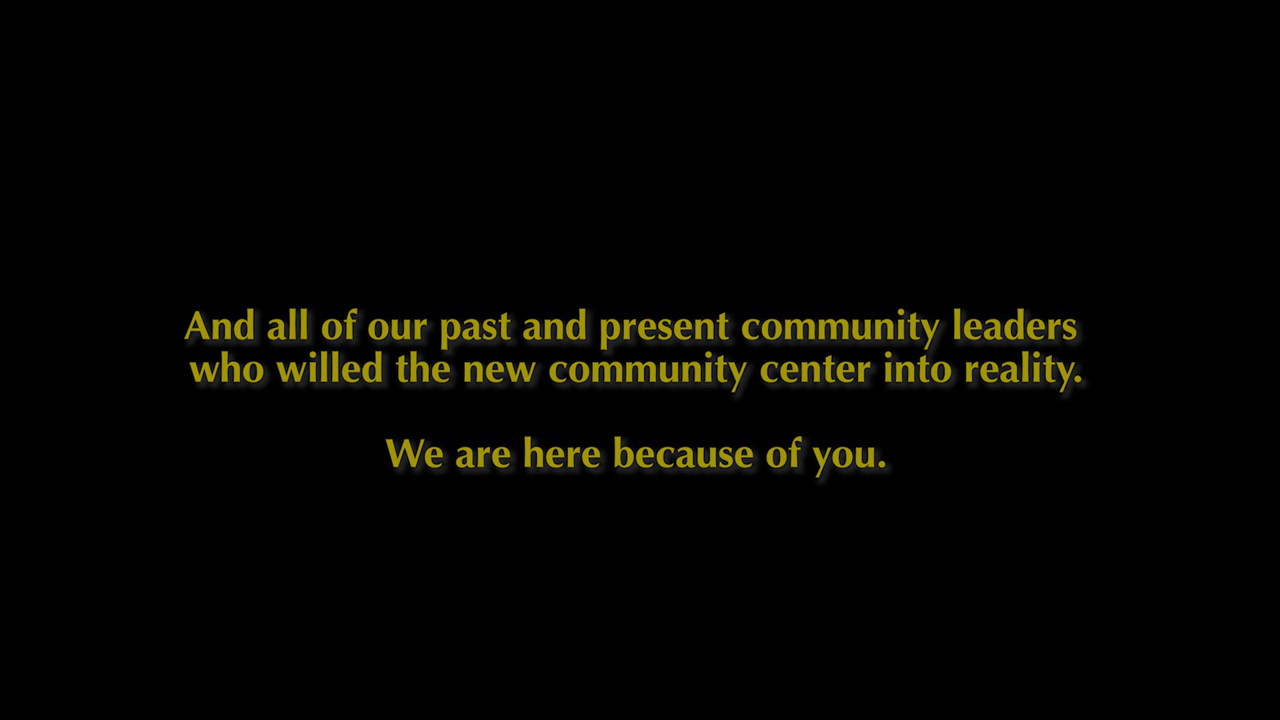 And all of our past and present community leaders
who willed the new community center into reality.
We are here because of you.